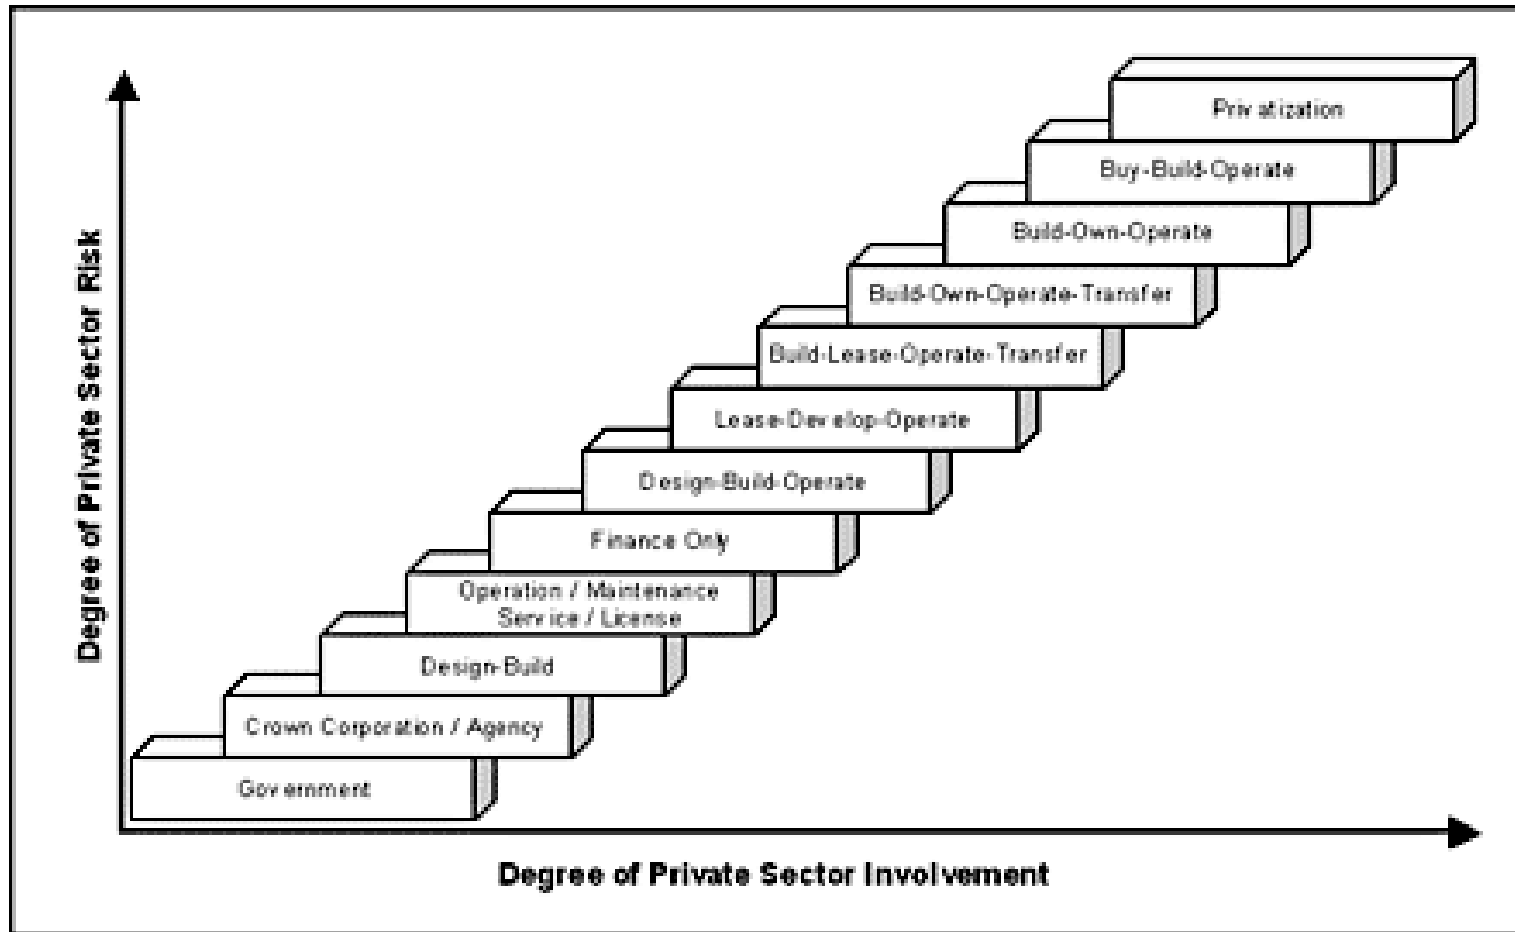 Privatization
Buy-Build-Operate
Build-Own-Operate
Build-Own-Operate-Transfer
Build-Lease-Operate-Transfer
Lease-Develop-Operate
Design-Build-Operate
Finance Only
Operation / Maintenance
Service / License
Design-Build
Crown Corporation / Agency
Government
Degree of Private Sector Risk
Degree of Private Sector Involvement